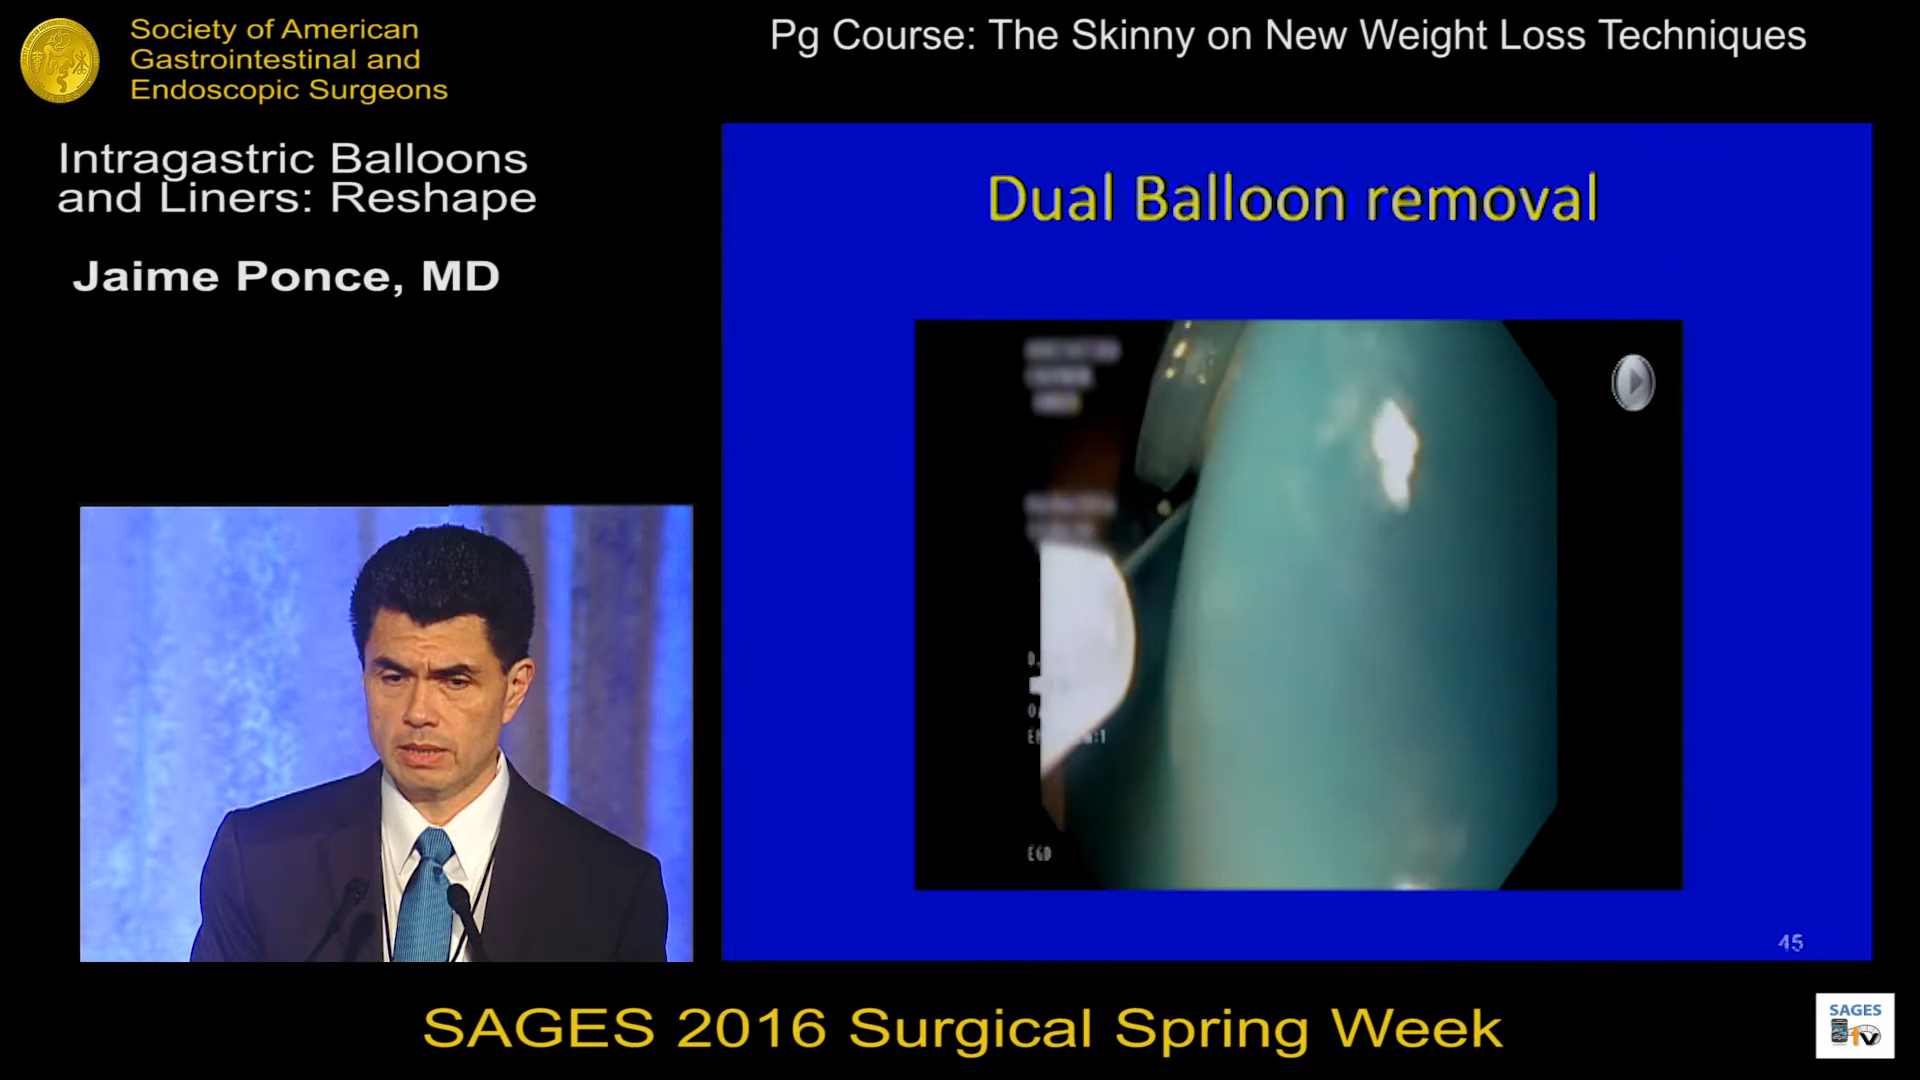 Society of American
Gastrointestinal and
Endoscopic Surgeons
Pg Course: The Skinny on New Weight Loss Techniques
Intragastric Balloons
and Liners: Reshape
Jaime Ponce, MD
Dual Balloon removal
EGD
45
SAGES 2016 Surgical Spring Week
SAGES
TV